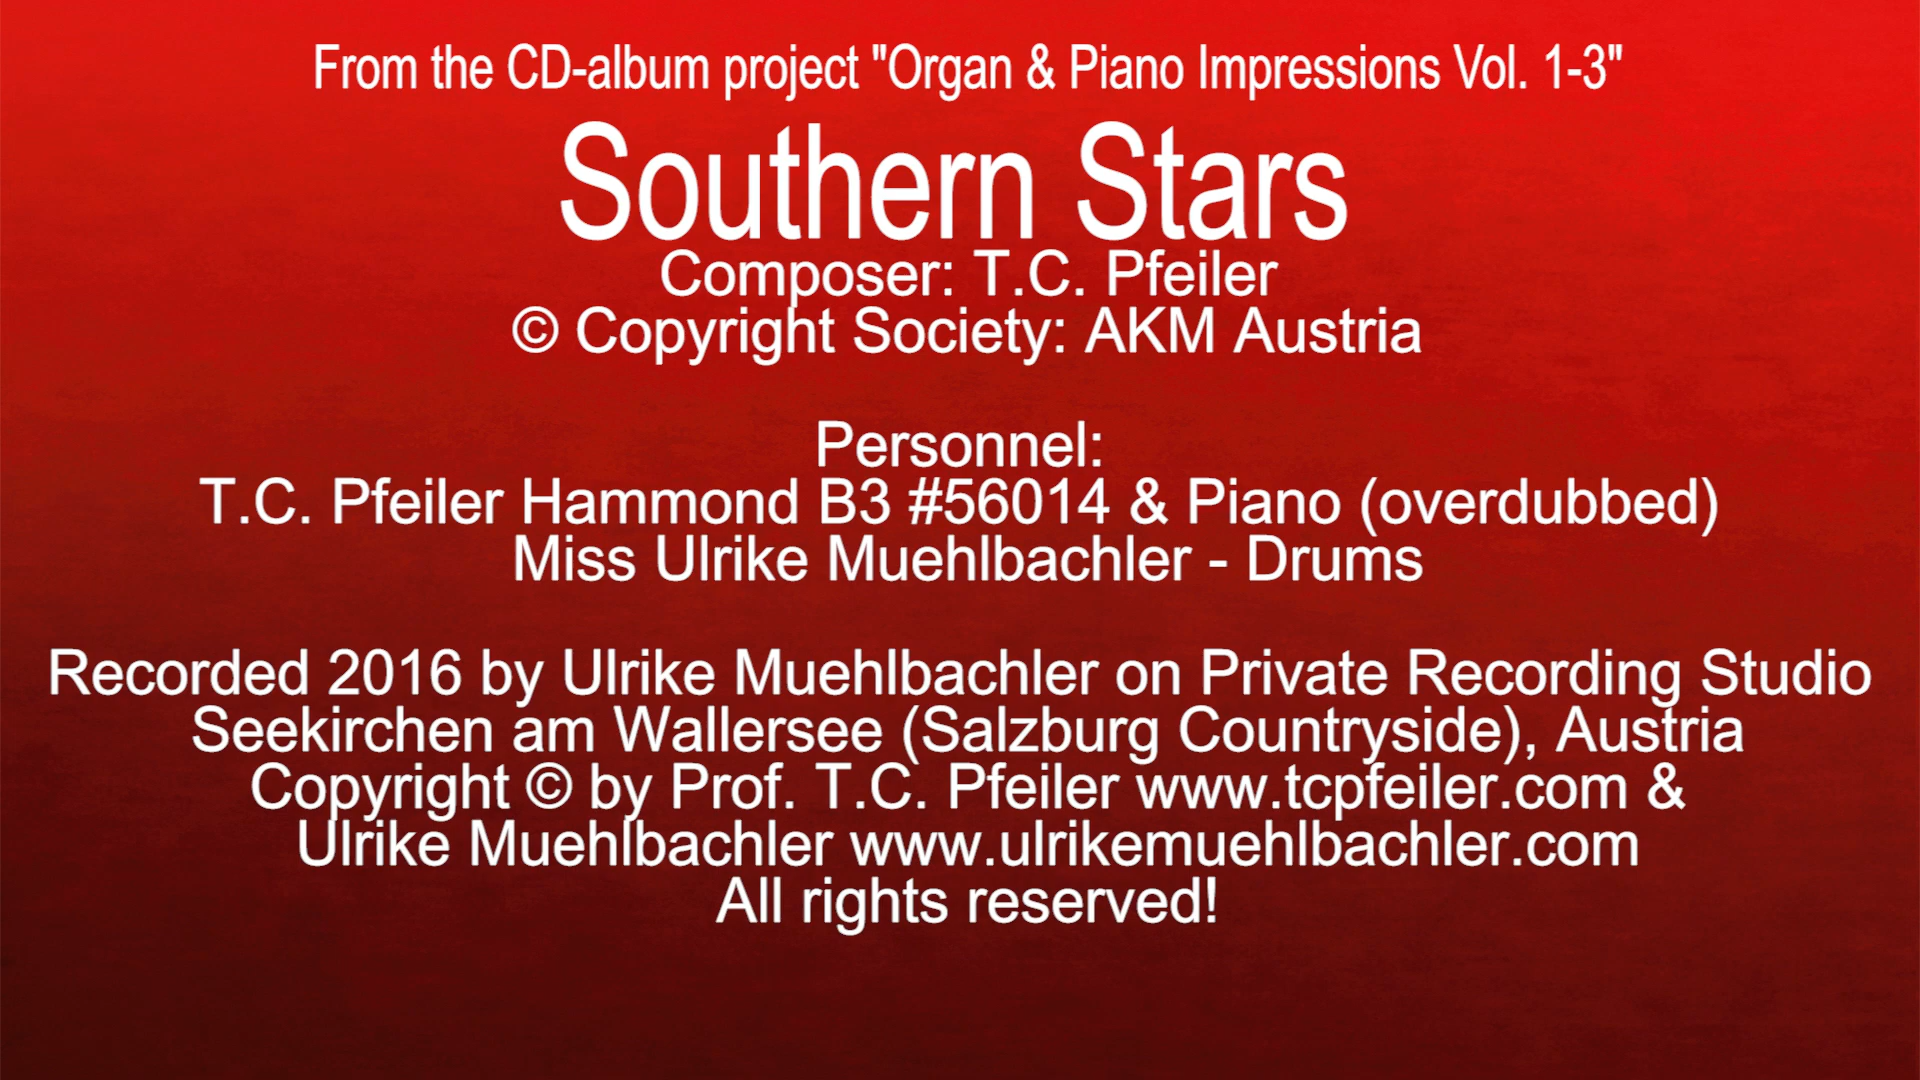 From the CD-album project "Organ & Piano Impressions Vol. 1-3"
Southern Stars
Composer: T.C. Pfeiler
© Copyright Society: AKM Austria
Personnel:
T.C. Pfeiler Hammond B3 #56014 & Piano (overdubbed)
Miss Ulrike Muehlbachler - Drums
Recorded 2016 by Ulrike Muehlbachler on Private Recording Studio
Seekirchen am Wallersee (Salzburg Countryside), Austria
Copyright © by Prof. T.C. Pfeiler www.tcpfeiler.com &
Ulrike Muehlbachler www.ulrikemuehlbachler.com
All rights reserved!